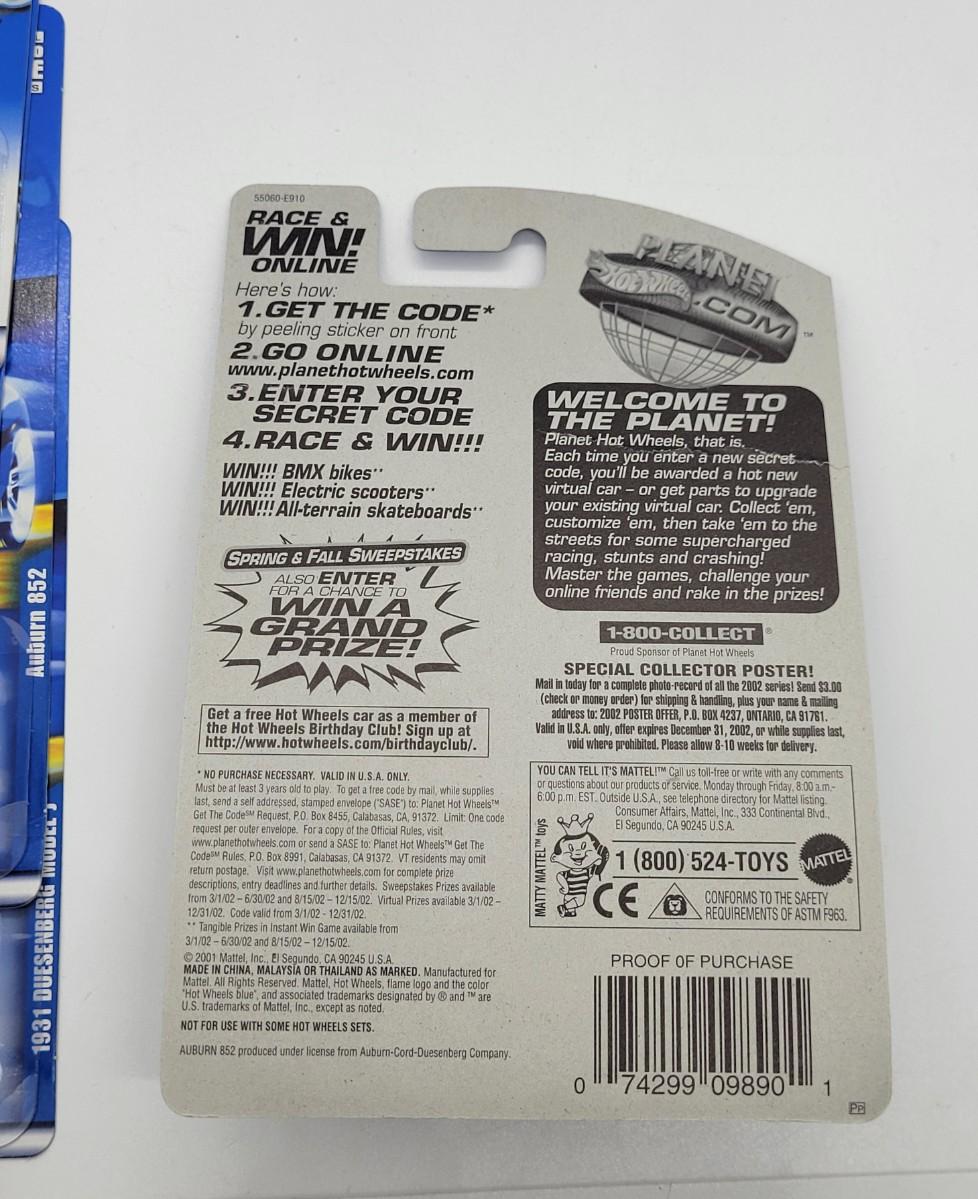 Auburn 852
1931 DUESENBERG MODEL J
55060-E910
RACE &
WIN!
ONLINE
Here's how:
1.GET THE CODE*
by peeling sticker on front
2.GO ONLINE
www.planethotwheels.com
3.ENTER YOUR
SECRET CODE
4.RACE & WIN!!!
WIN!!! BMX bikes**
WIN!!! Electric scooters**
WIN!!! All-terrain skateboards**
SPRING & FALL SWEEPSTAKES
ALSO ENTER
FOR A CHANCE TO
WIN A
GRAND
PRIZE!
Get a free Hot Wheels car as a member of
the Hot Wheels Birthday Club! Sign up at
http://www.hotwheels.com/birthdayclub/.
* NO PURCHASE NECESSARY. VALID IN U.S.A. ONLY.
Must be at least 3 years old to play. To get a free code by mail, while supplies
last, send a self addressed, stamped envelope ("SASE") to: Planet Hot Wheels™
Get The Code℠ Request, P.O. Box 8455, Calabasas, CA, 91372. Limit: One code
request per outer envelope. For a copy of the Official Rules, visit
www.planethotwheels.com or send a SASE to: Planet Hot Wheels™ Get The
Code℠ Rules, P.O. Box 8991, Calabasas, CA 91372. VT residents may omit
return postage. Visit www.planethotwheels.com for complete prize
descriptions, entry deadlines and further details. Sweepstakes Prizes available
from 3/1/02 – 6/30/02 and 8/15/02 – 12/15/02. Virtual Prizes available 3/1/02 –
12/31/02. Code valid from 3/1/02 - 12/31/02.
** Tangible Prizes in Instant Win Game available from
3/1/02 – 6/30/02 and 8/15/02 – 12/15/02.
© 2001 Mattel, Inc., El Segundo, CA 90245 U.S.A.
MADE IN CHINA, MALAYSIA OR THAILAND AS MARKED. Manufactured for
Mattel. All Rights Reserved. Mattel, Hot Wheels, flame logo and the color
"Hot Wheels blue", and associated trademarks designated by ® and ™ are
U.S. trademarks of Mattel, Inc., except as noted.
NOT FOR USE WITH SOME HOT WHEELS SETS.
AUBURN 852 produced under license from Auburn-Cord-Duesenberg Company.
PLANET
HOT WHEELS
.COM™
WELCOME TO
THE PLANET!
Planet Hot Wheels, that is.
Each time you enter a new secret
code, you'll be awarded a hot new
virtual car – or get parts to upgrade
your existing virtual car. Collect 'em,
customize 'em, then take 'em to the
streets for some supercharged
racing, stunts and crashing!
Master the games, challenge your
online friends and rake in the prizes!
1-800-COLLECT®
Proud Sponsor of Planet Hot Wheels
SPECIAL COLLECTOR POSTER!
Mail in today for a complete photo-record of all the 2002 series! Send $3.00
(check or money order) for shipping & handling, plus your name & mailing
address to: 2002 POSTER OFFER, P.O. BOX 4237, ONTARIO, CA 91761.
Valid in U.S.A. only, offer expires December 31, 2002, or while supplies last,
void where prohibited. Please allow 8-10 weeks for delivery.
YOU CAN TELL IT'S MATTEL!™ Call us toll-free or write with any comments
or questions about our products or service. Monday through Friday, 8:00 a.m.-
6:00 p.m. EST. Outside U.S.A., see telephone directory for Mattel listing.
Consumer Affairs, Mattel, Inc., 333 Continental Blvd.,
El Segundo, CA 90245 U.S.A.
MATTY MATTEL™ toys
1 (800) 524-TOYS
MATTEL®
CE
CONFORMS TO THE SAFETY
REQUIREMENTS OF ASTM F963.
PROOF OF PURCHASE
0 74299 09890 1
PP